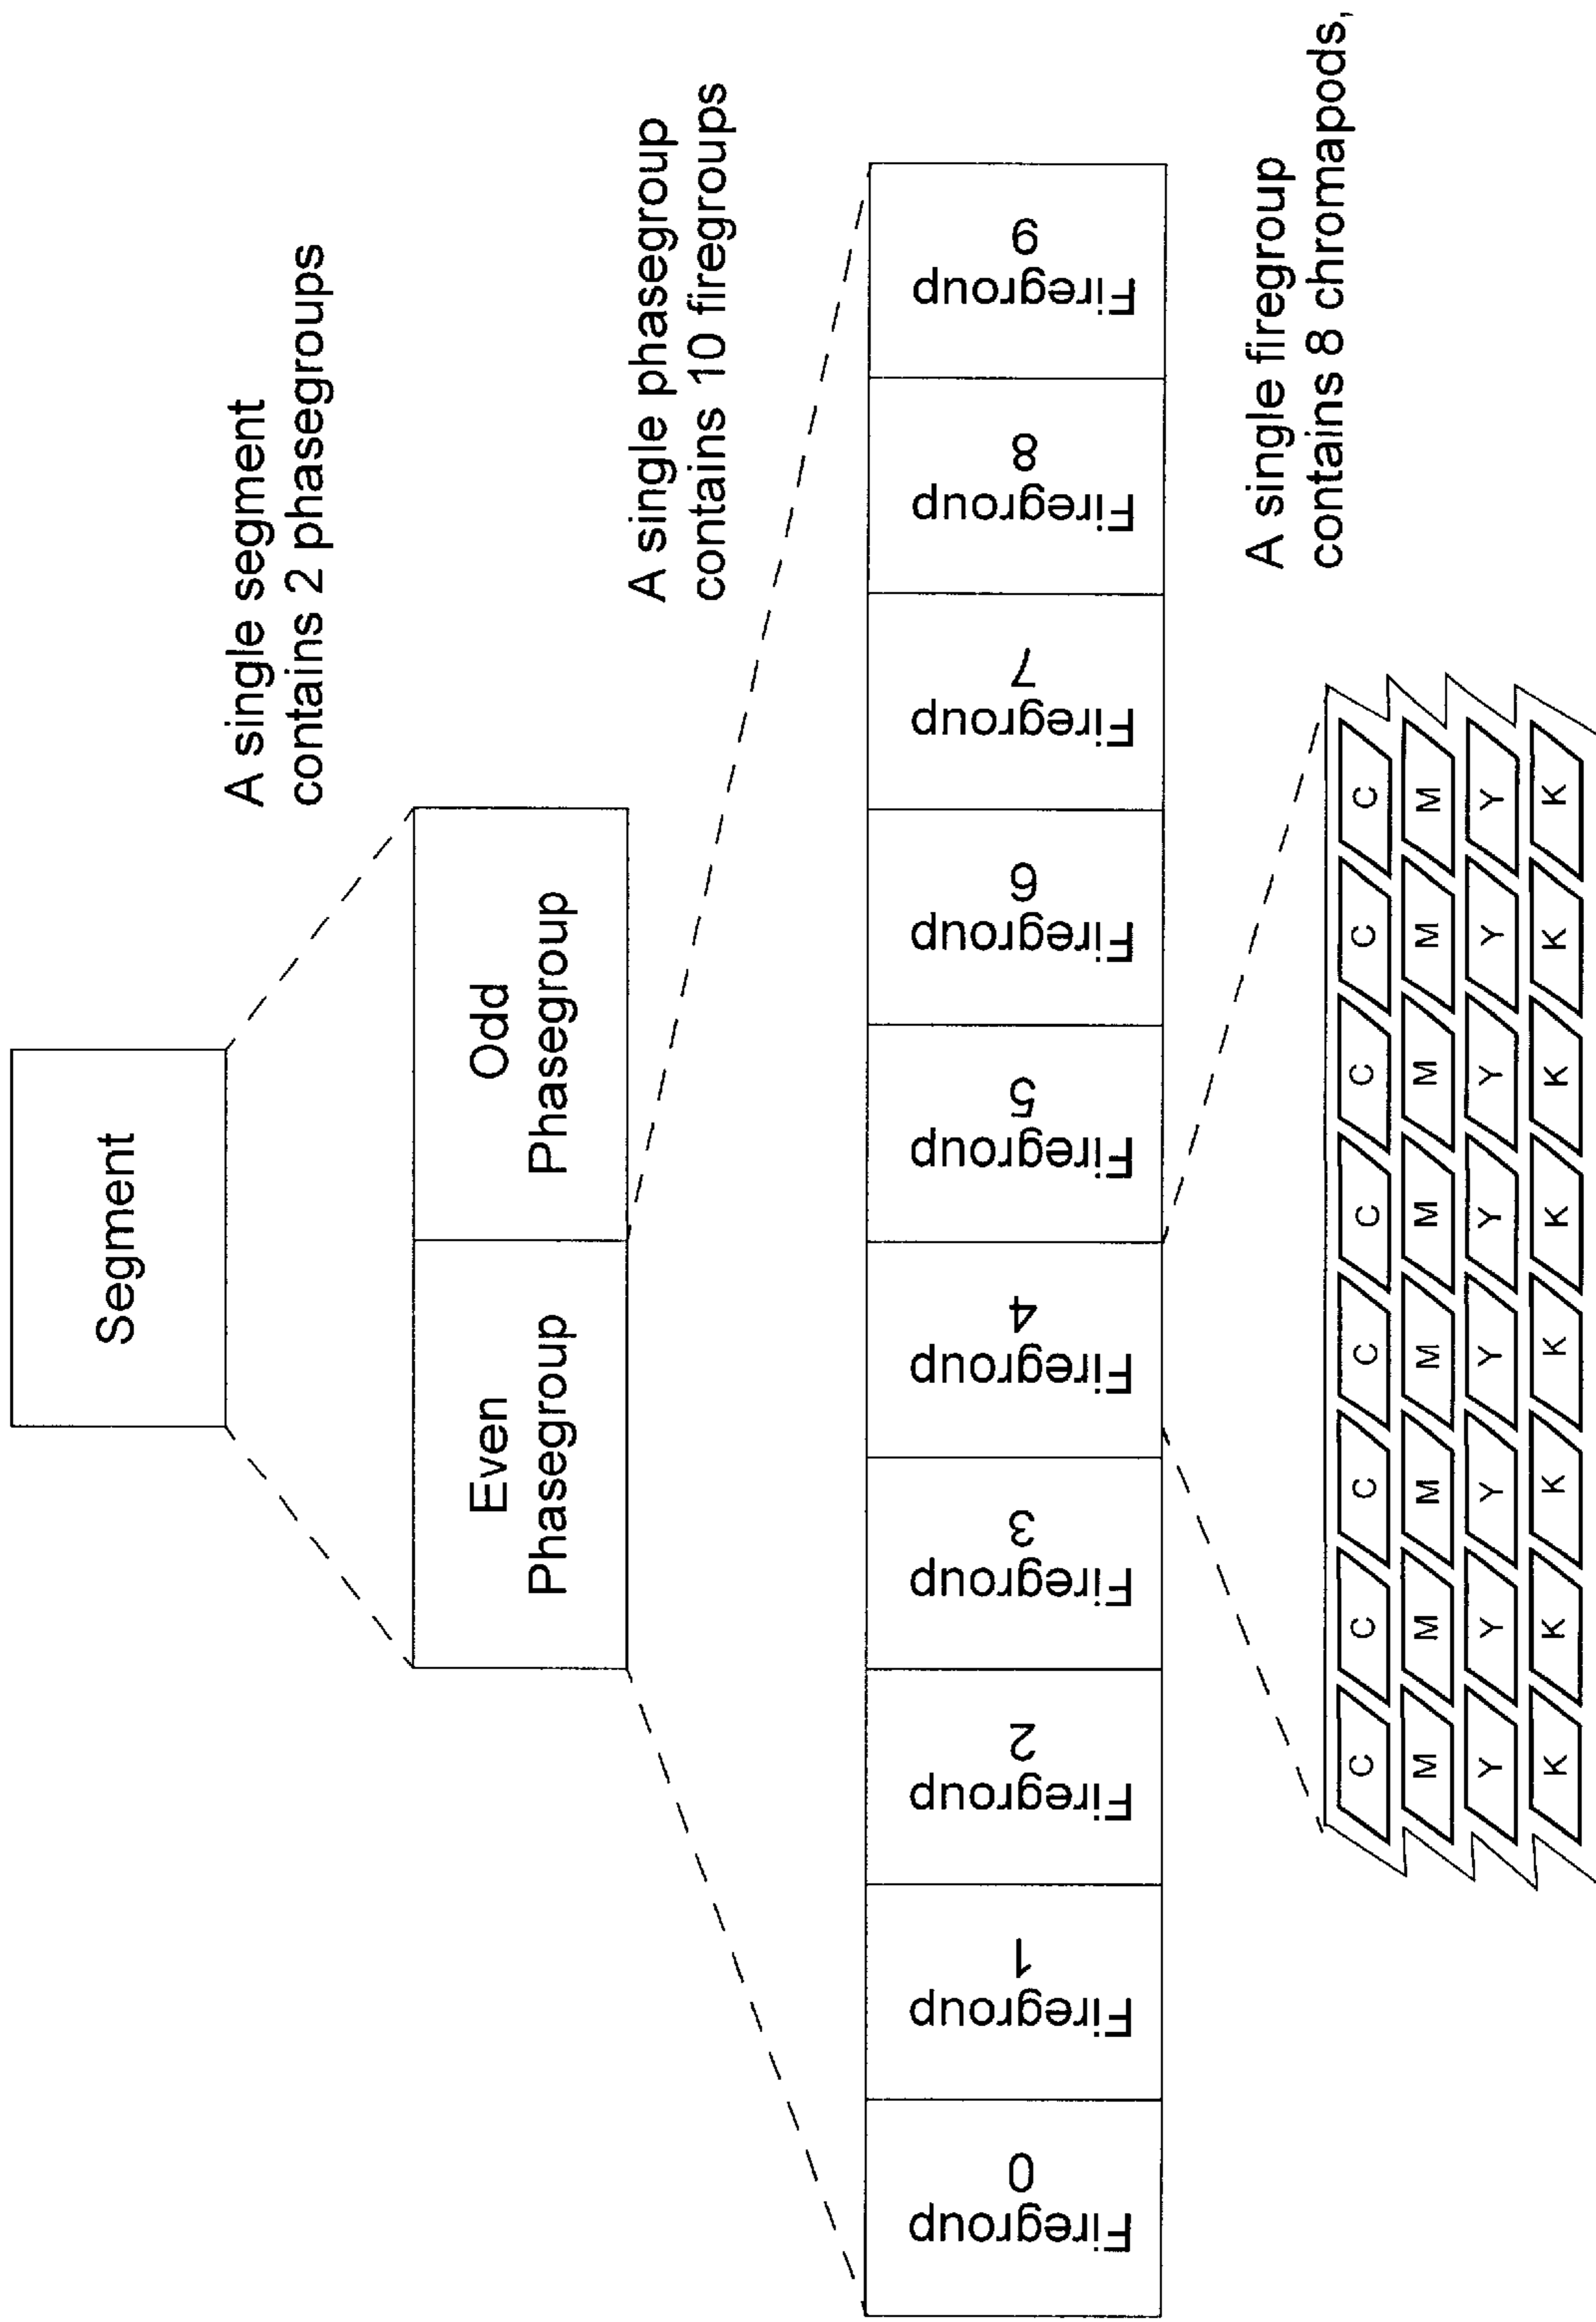 Segment
A single segment
contains 2 phasegroups
Even
Phasegroup
Odd
Phasegroup
A single phasegroup
contains 10 firegroups
Firegroup
0
Firegroup
1
Firegroup
2
Firegroup
3
Firegroup
4
Firegroup
5
Firegroup
6
Firegroup
7
Firegroup
8
Firegroup
9
A single firegroup
contains 8 chromapods,
C C C C C C C C
M M M M M M M M
Y Y Y Y Y Y Y Y
K K K K K K K K